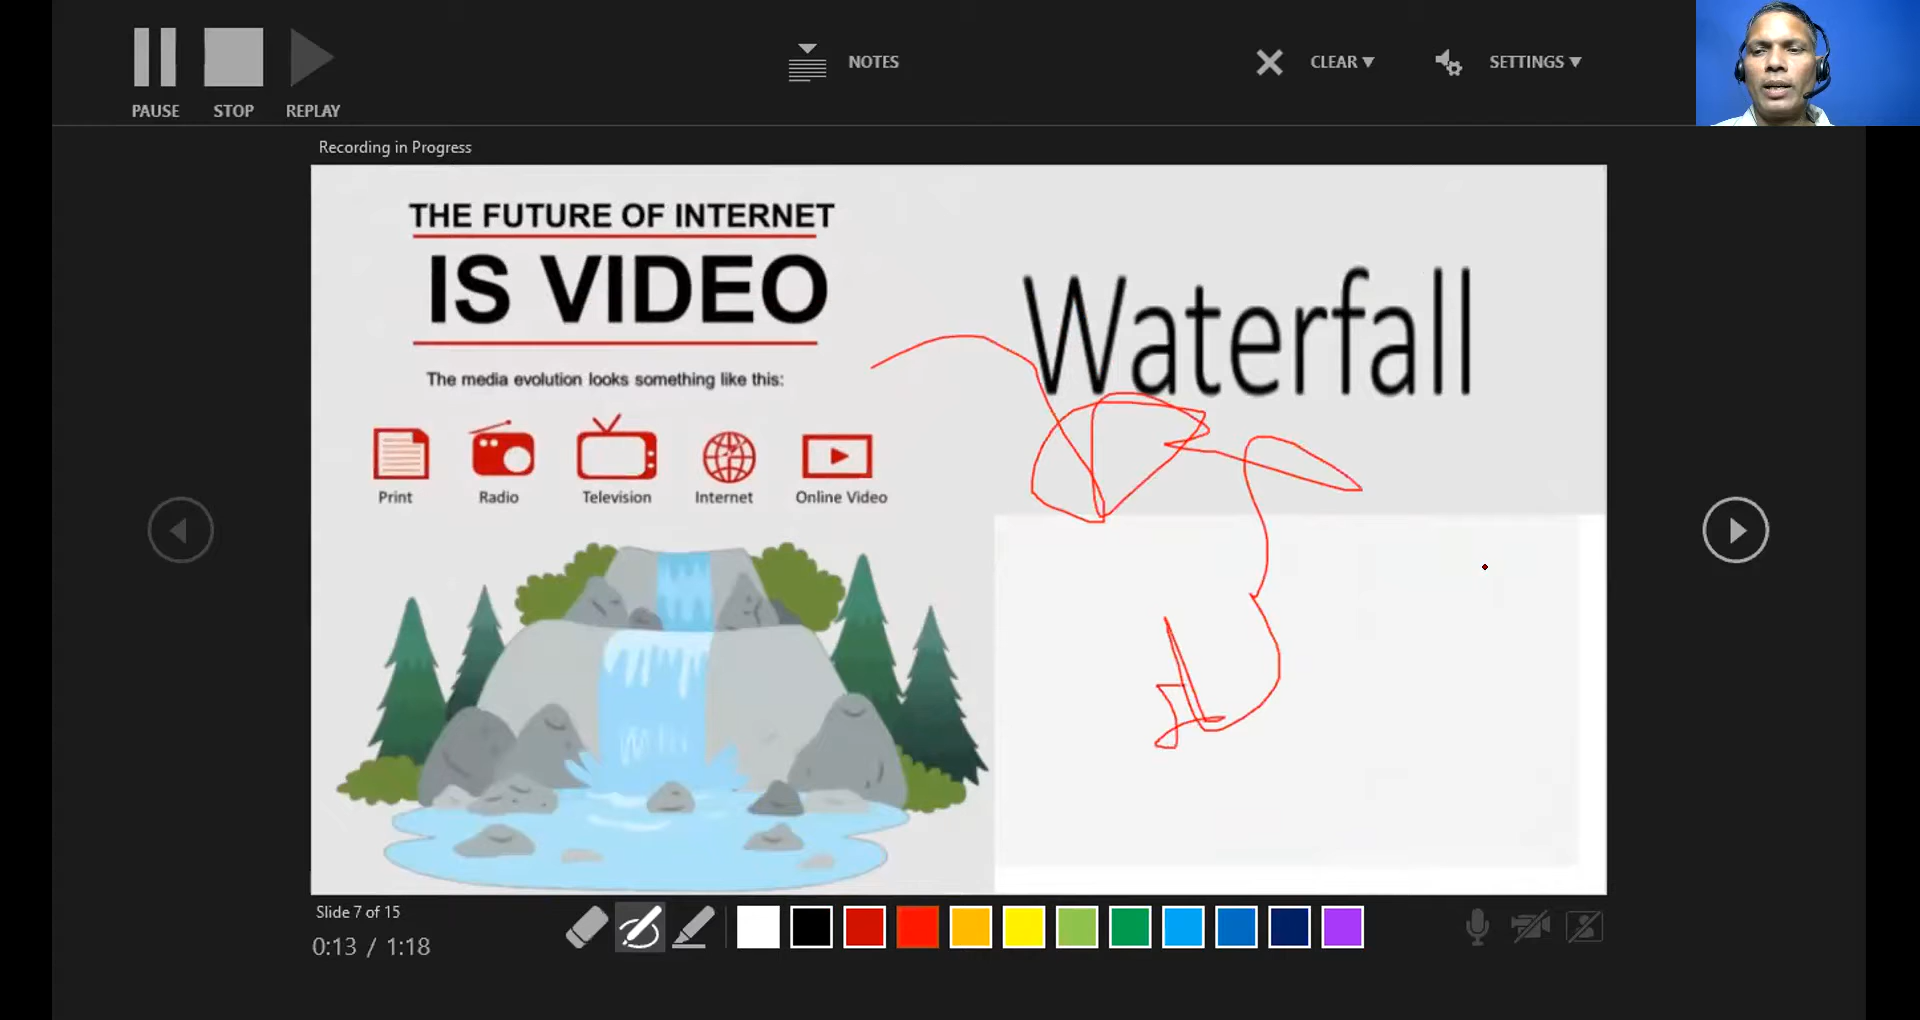 NOTES
CLEAR
SETTINGS
PAUSE
STOP
REPLAY
Recording in Progress
THE FUTURE OF INTERNET
IS VIDEO
The media evolution looks something like this:
Print
Radio
Television
Internet
Online Video
Waterfall
Slide 7 of 15
0:13 / 1:18